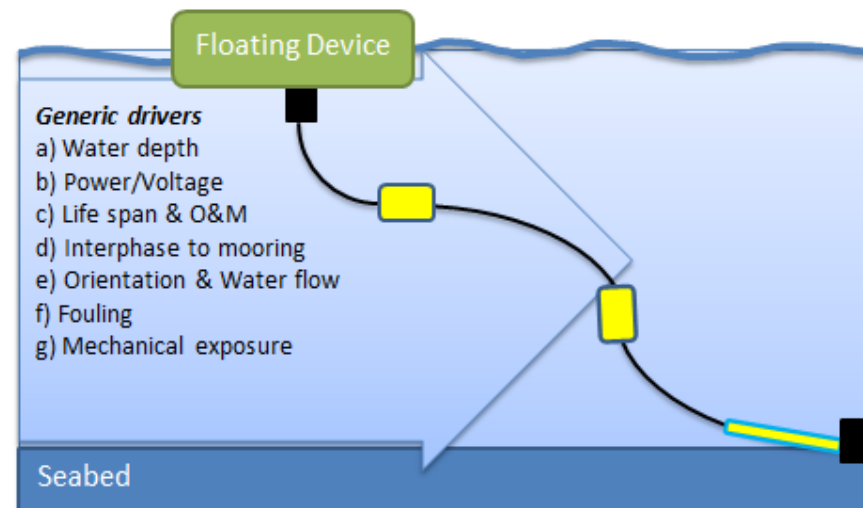 Floating Device
Generic drivers
a) Water depth
b) Power/Voltage
c) Life span & O&M
d) Interphase to mooring
e) Orientation & Water flow
f) Fouling
g) Mechanical exposure
Seabed